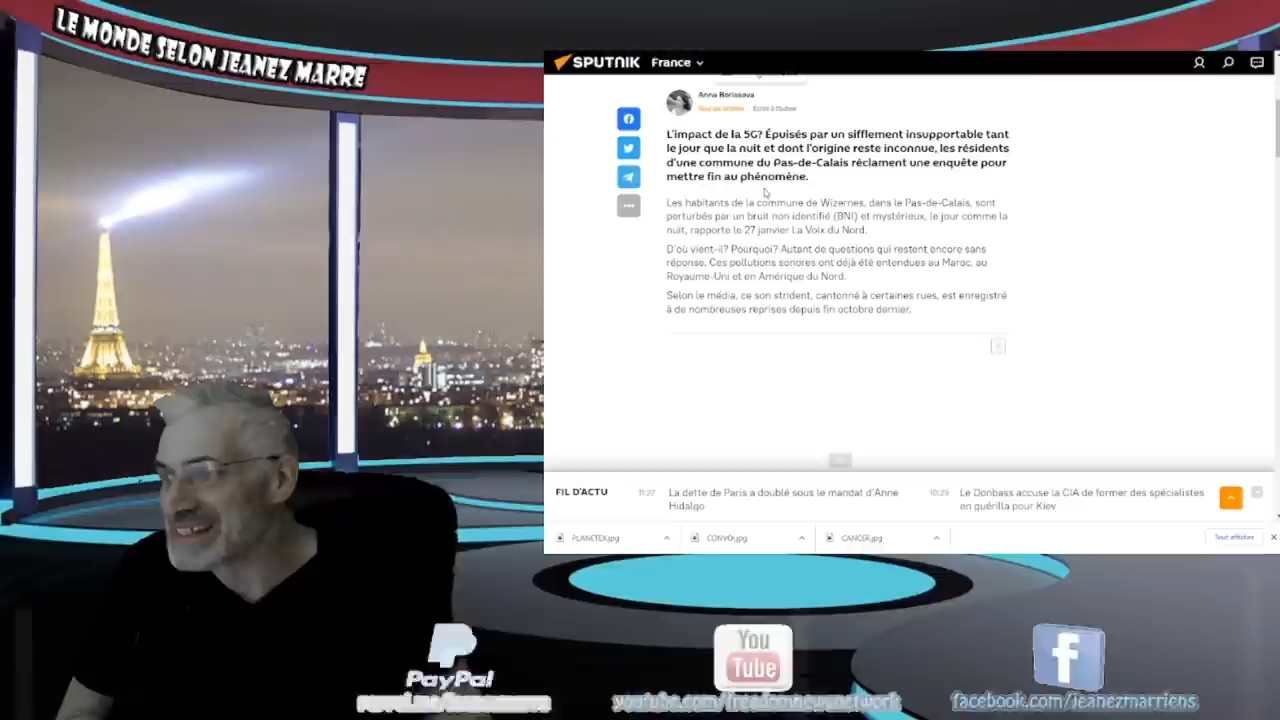 LE MONDE SELON JEANEZ MARRE
SPUTNIK France
Anna Borissova
L'impact de la 5G? Épuisés par un sifflement insupportable tant
le jour que la nuit et dont l'origine reste inconnue, les résidents
d'une commune du Pas-de-Calais réclament une enquête pour
mettre fin au phénomène.
Les habitants de la commune de Wizernes, dans le Pas-de-Calais, sont
perturbés par un bruit non identifié (BNI) et mystérieux, le jour comme la
nuit, rapporte le 27 janvier La Voix du Nord.
D'où vient-il? Pourquoi? Autant de questions qui restent encore sans
réponse. Ces pollutions sonores ont déjà été entendues au Maroc, au
Royaume-Uni et en Amérique du Nord.
Selon le média, ce son strident, cantonné à certaines rues, est enregistré
à de nombreuses reprises depuis fin octobre dernier.
FIL D'ACTU
11:27 La dette de Paris a doublé sous le mandat d'Anne
Hidalgo
Le Donbass accuse la CIA de former des spécialistes
en guérilla pour Kiev
PLANETEX.jpg
CONVOI.jpg
CANCER.jpg
Tout afficher
PayPal
You
Tube
f
facebook.com/jeanezmarriens